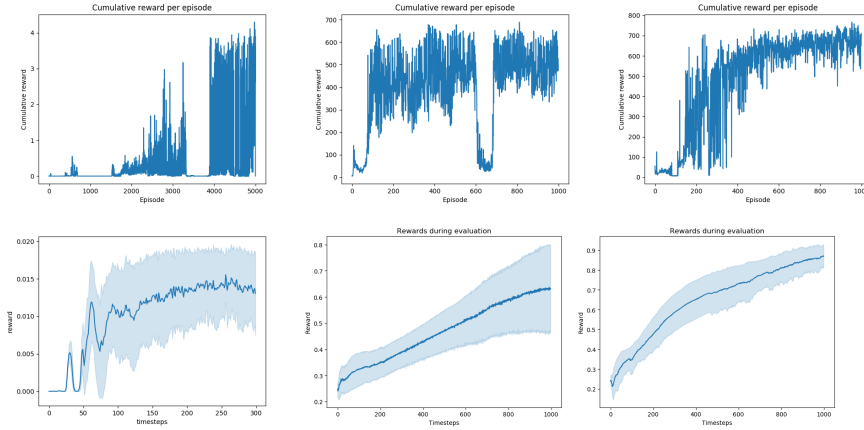 Cumulative reward per episode
4
3
2
1
0
Cumulative reward
0 1000 2000 3000 4000 5000
Episode
Cumulative reward per episode
700
600
500
400
300
200
100
0
Cumulative reward
0 200 400 600 800 1000
Episode
Cumulative reward per episode
800
700
600
500
400
300
200
100
0
Cumulative reward
0 200 400 600 800 100
Episode
0.020
0.015
0.010
0.005
0.000
reward
0 50 100 150 200 250 300
timesteps
Rewards during evaluation
0.8
0.7
0.6
0.5
0.4
0.3
0.2
Reward
0 200 400 600 800 1000
Timesteps
Rewards during evaluation
0.9
0.8
0.7
0.6
0.5
0.4
0.3
0.2
Reward
0 200 400 600 800 1000
Timesteps